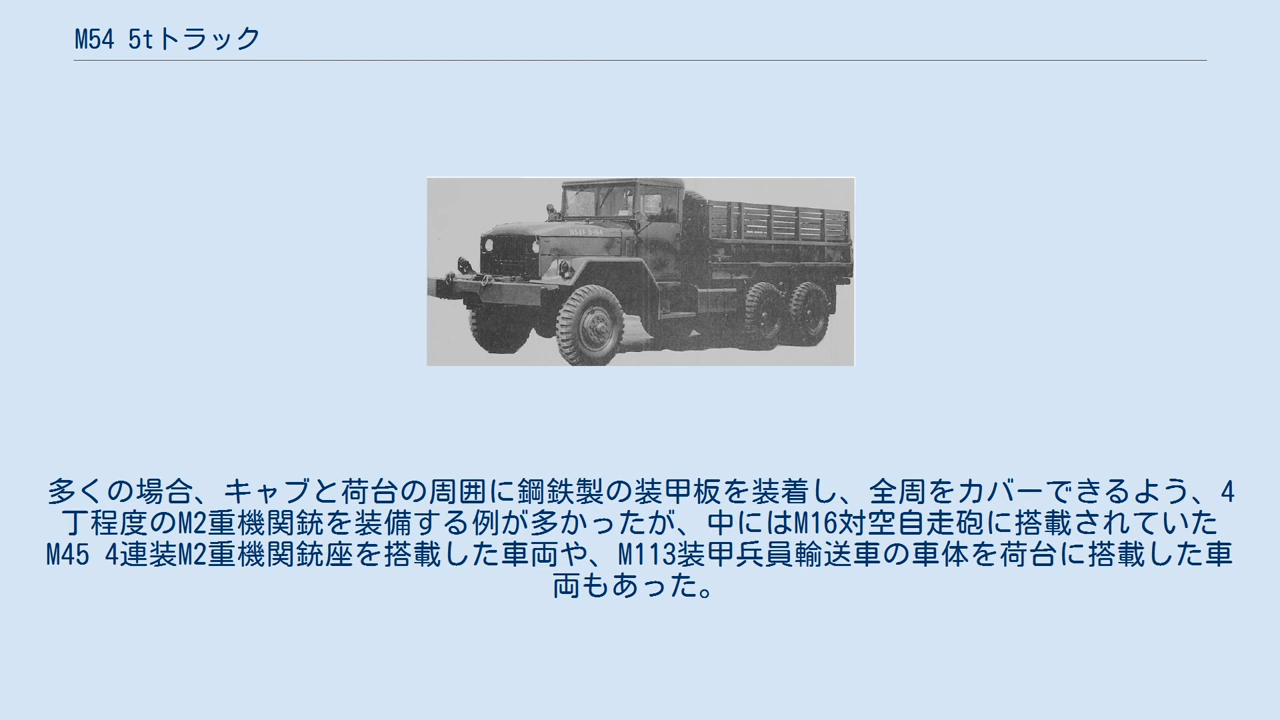 M54 5tトラック
多くの場合、キャブと荷台の周囲に鋼鉄製の装甲板を装着し、全周をカバーできるよう、4
丁程度のM2重機関銃を装備する例が多かったが、中にはM16対空自走砲に搭載されていた
M45 4連装M2重機関銃座を搭載した車両や、M113装甲兵員輸送車の車体を荷台に搭載した車
両もあった。